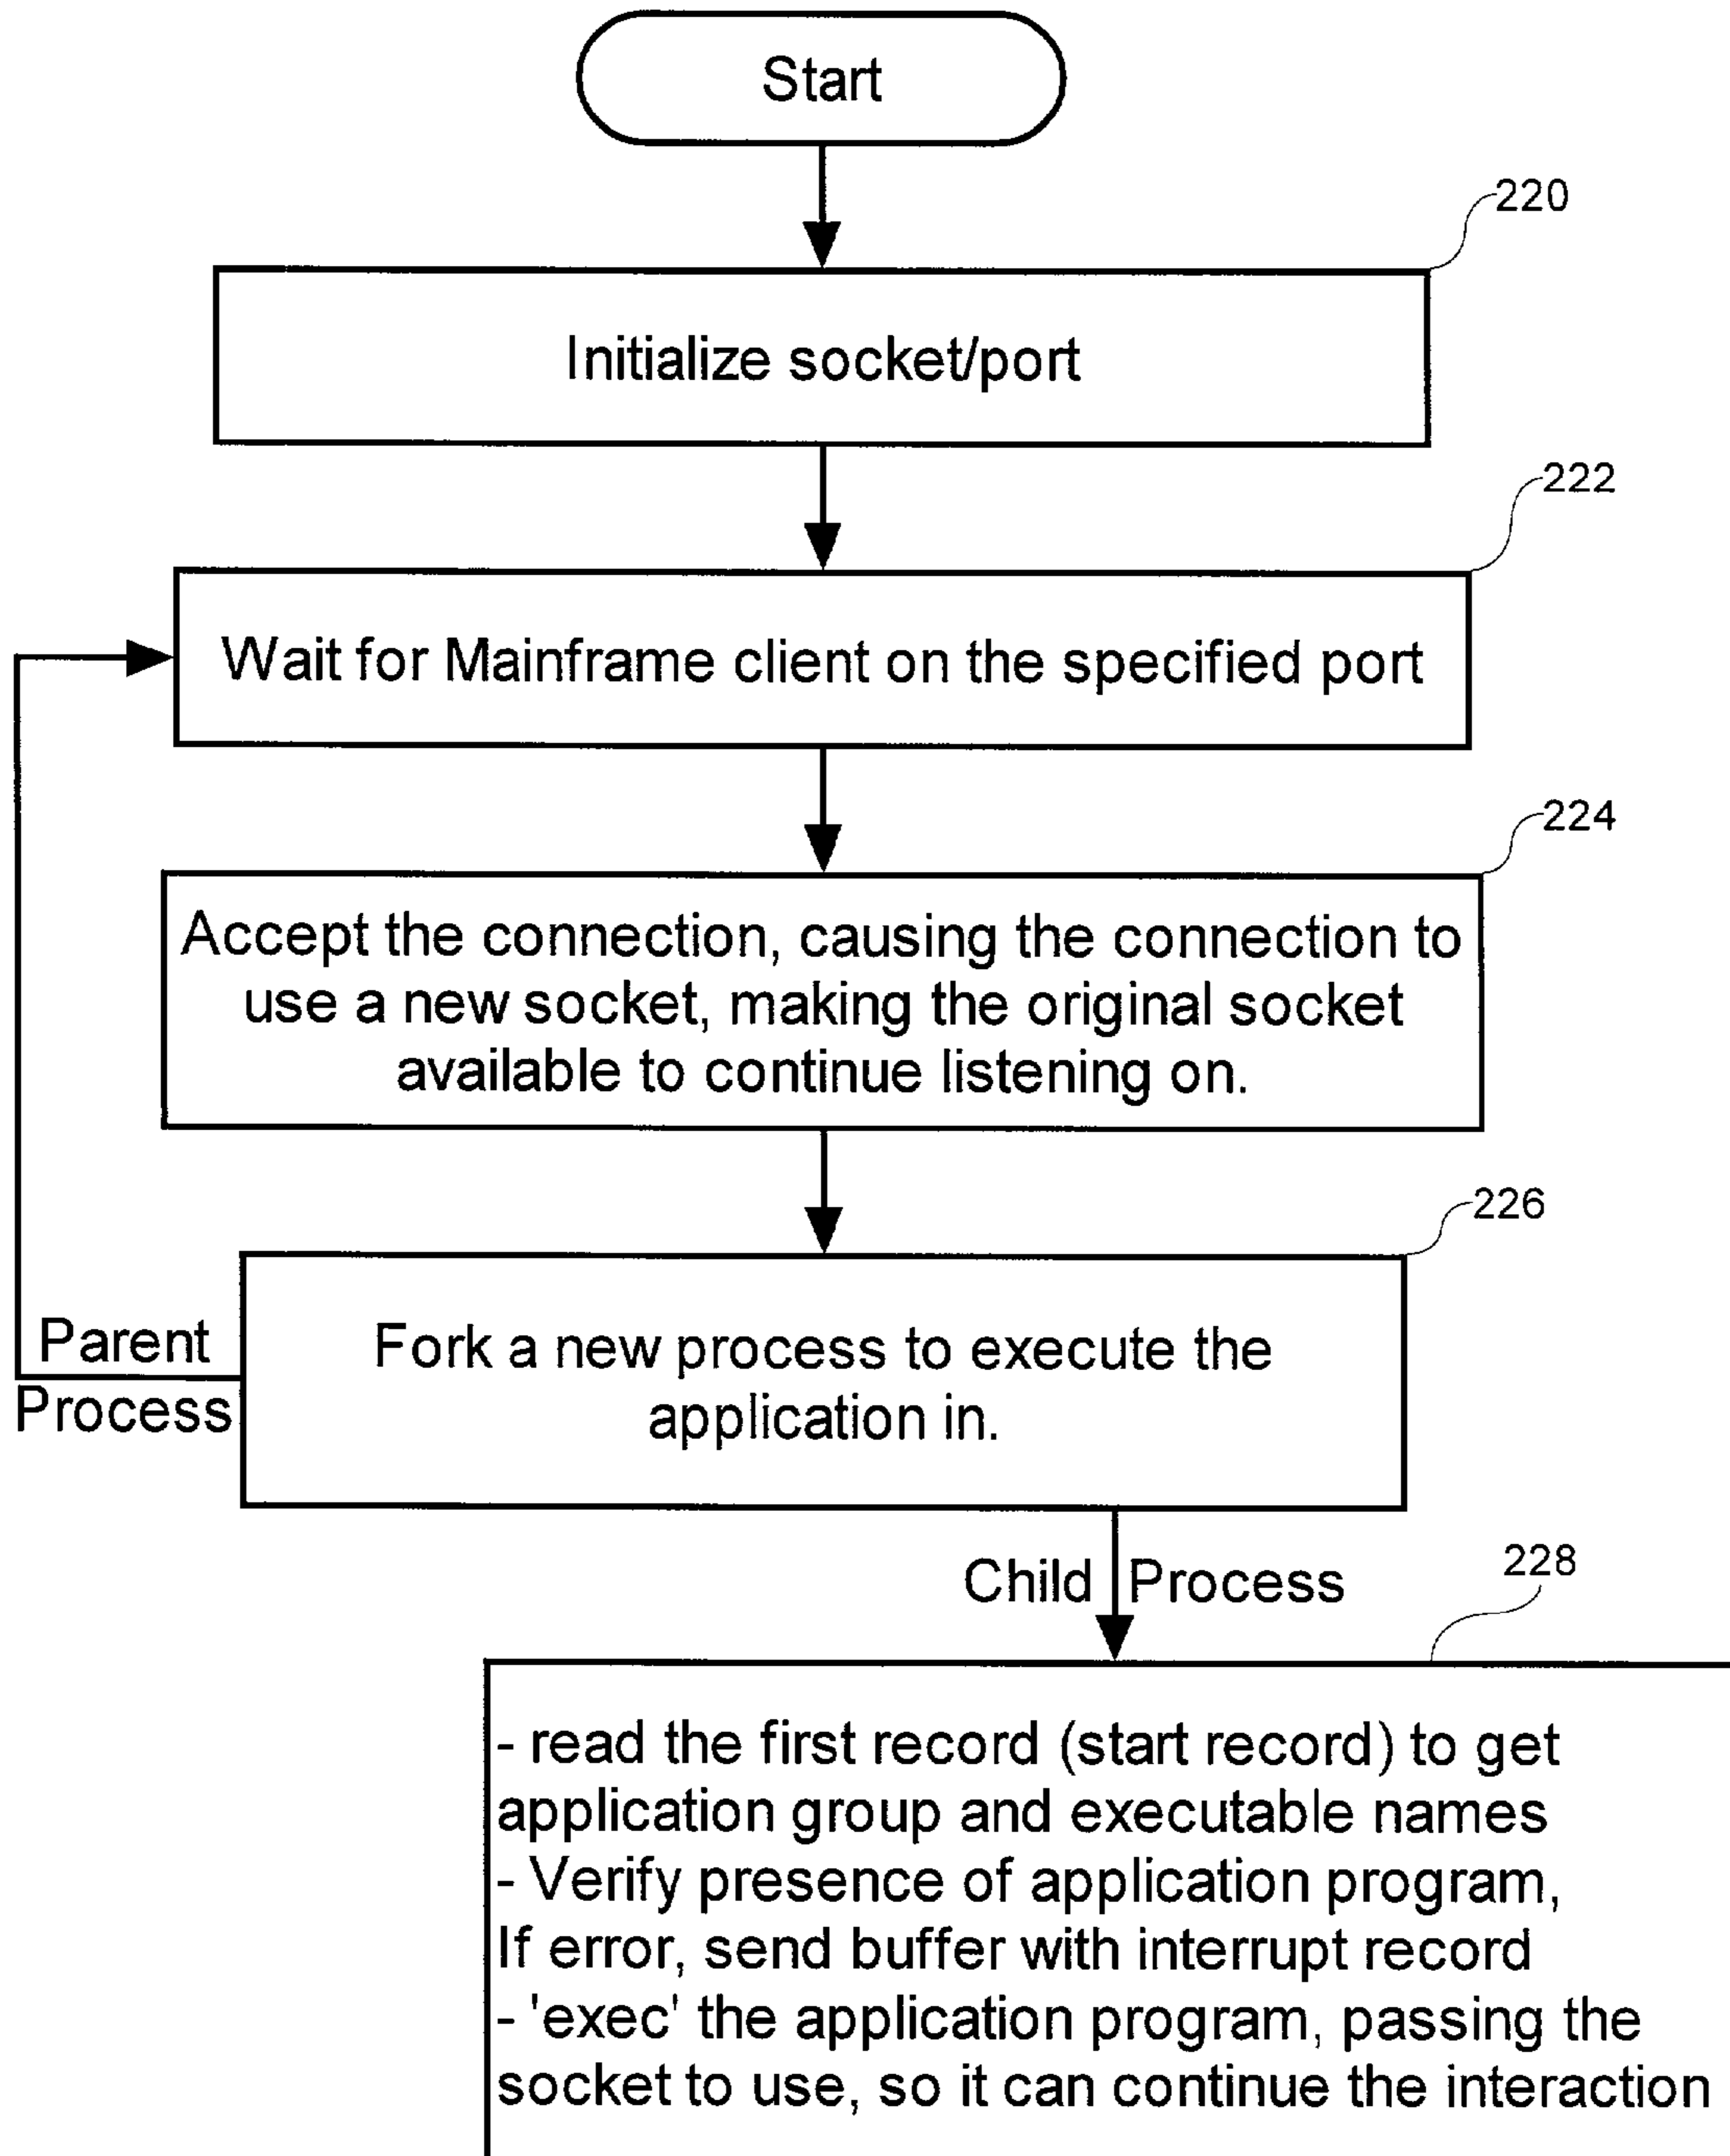 Start
220
Initialize socket/port
222
Wait for Mainframe client on the specified port
224
Accept the connection, causing the connection to
use a new socket, making the original socket
available to continue listening on.
226
Parent
Process
Fork a new process to execute the
application in.
Child Process
228
- read the first record (start record) to get
application group and executable names
- Verify presence of application program,
If error, send buffer with interrupt record
- 'exec' the application program, passing the
socket to use, so it can continue the interaction